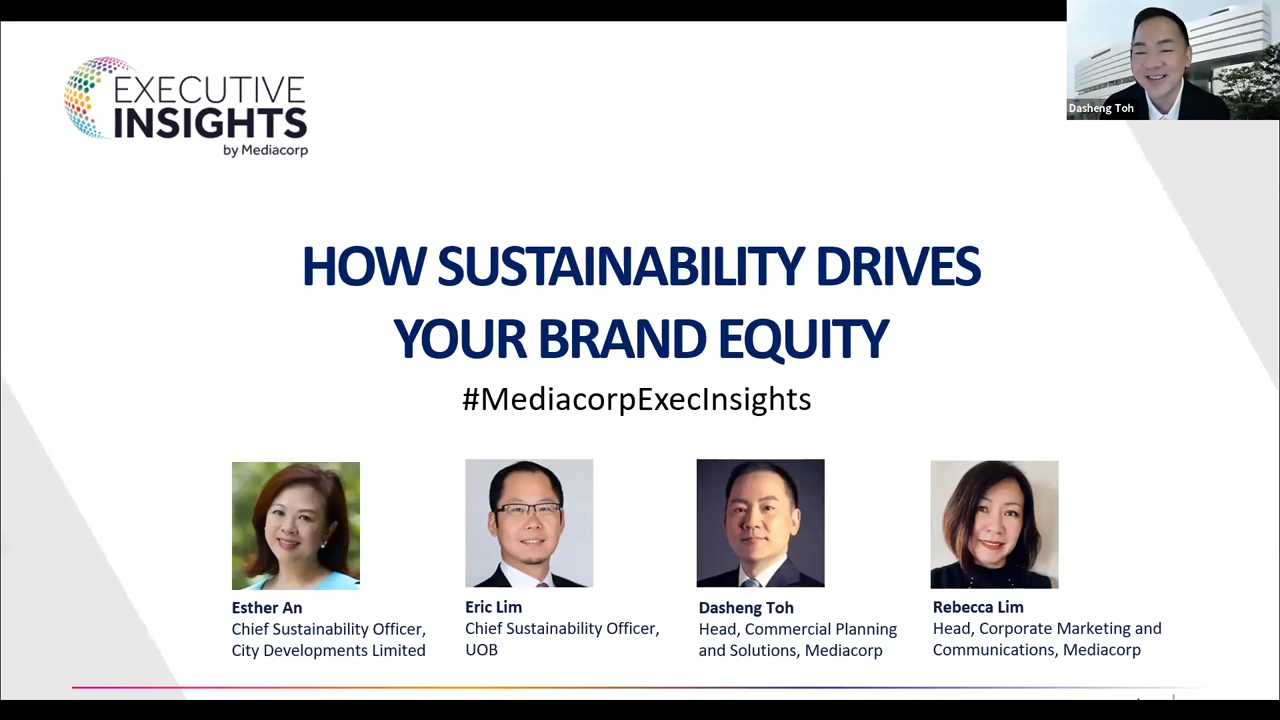 EXECUTIVE
INSIGHTS
by Mediacorp
Dasheng Toh
HOW SUSTAINABILITY DRIVES
YOUR BRAND EQUITY
#MediacorpExecInsights
Esther An
Chief Sustainability Officer,
City Developments Limited
Eric Lim
Chief Sustainability Officer,
UOB
Dasheng Toh
Head, Commercial Planning
and Solutions, Mediacorp
Rebecca Lim
Head, Corporate Marketing and
Communications, Mediacorp